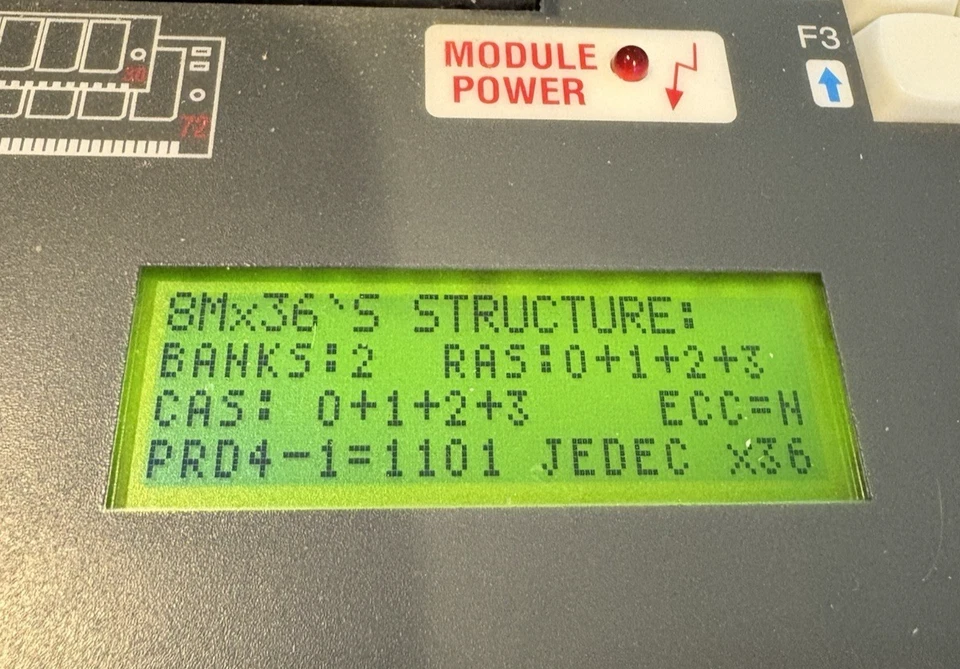 30
72
MODULE
POWER
F3
8Mx36`S STRUCTURE:
BANKS:2 RAS:0+1+2+3
CAS: 0+1+2+3 ECC=N
PRD4-1=1101 JEDEC X36